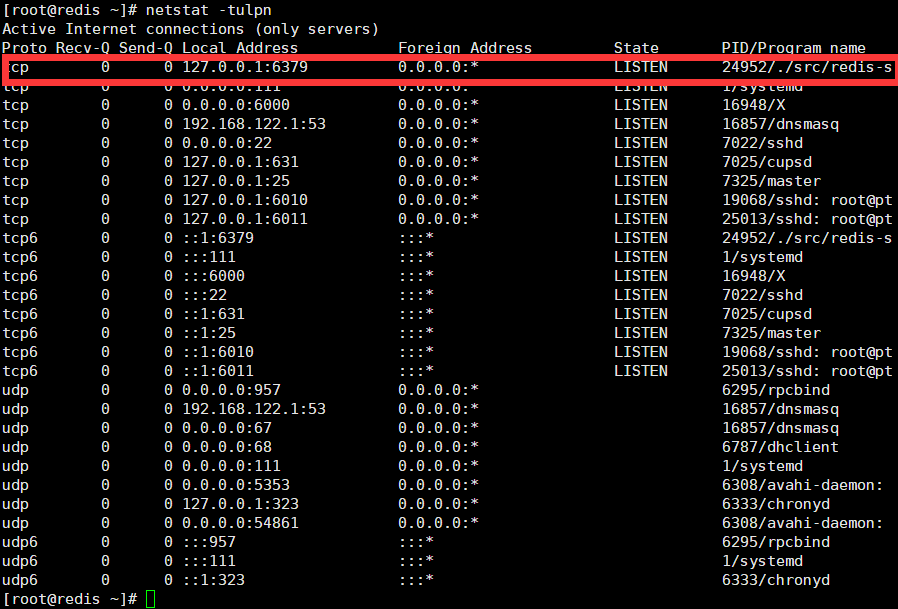 [root@redis ~]# netstat -tulpn
Active Internet connections (only servers)
Proto Recv-Q Send-Q Local Address           Foreign Address         State       PID/Program name
tcp        0      0 127.0.0.1:6379          0.0.0.0:*               LISTEN      24952/./src/redis-s
tcp        0      0 0.0.0.0:111             0.0.0.0:*               LISTEN      1/systemd
tcp        0      0 0.0.0.0:6000            0.0.0.0:*               LISTEN      16948/X
tcp        0      0 192.168.122.1:53        0.0.0.0:*               LISTEN      16857/dnsmasq
tcp        0      0 0.0.0.0:22              0.0.0.0:*               LISTEN      7022/sshd
tcp        0      0 127.0.0.1:631           0.0.0.0:*               LISTEN      7025/cupsd
tcp        0      0 127.0.0.1:25            0.0.0.0:*               LISTEN      7325/master
tcp        0      0 127.0.0.1:6010          0.0.0.0:*               LISTEN      19068/sshd: root@pt
tcp        0      0 127.0.0.1:6011          0.0.0.0:*               LISTEN      25013/sshd: root@pt
tcp6       0      0 ::1:6379                :::*                    LISTEN      24952/./src/redis-s
tcp6       0      0 :::111                  :::*                    LISTEN      1/systemd
tcp6       0      0 :::6000                 :::*                    LISTEN      16948/X
tcp6       0      0 :::22                   :::*                    LISTEN      7022/sshd
tcp6       0      0 ::1:631                 :::*                    LISTEN      7025/cupsd
tcp6       0      0 ::1:25                  :::*                    LISTEN      7325/master
tcp6       0      0 ::1:6010                :::*                    LISTEN      19068/sshd: root@pt
tcp6       0      0 ::1:6011                :::*                    LISTEN      25013/sshd: root@pt
udp        0      0 0.0.0.0:957             0.0.0.0:*                           6295/rpcbind
udp        0      0 192.168.122.1:53        0.0.0.0:*                           16857/dnsmasq
udp        0      0 0.0.0.0:67              0.0.0.0:*                           16857/dnsmasq
udp        0      0 0.0.0.0:68              0.0.0.0:*                           6787/dhclient
udp        0      0 0.0.0.0:111             0.0.0.0:*                           1/systemd
udp        0      0 0.0.0.0:5353            0.0.0.0:*                           6308/avahi-daemon:
udp        0      0 127.0.0.1:323           0.0.0.0:*                           6333/chronyd
udp        0      0 0.0.0.0:54861           0.0.0.0:*                           6308/avahi-daemon:
udp6       0      0 :::957                  :::*                                6295/rpcbind
udp6       0      0 :::111                  :::*                                1/systemd
udp6       0      0 ::1:323                 :::*                                6333/chronyd
[root@redis ~]#